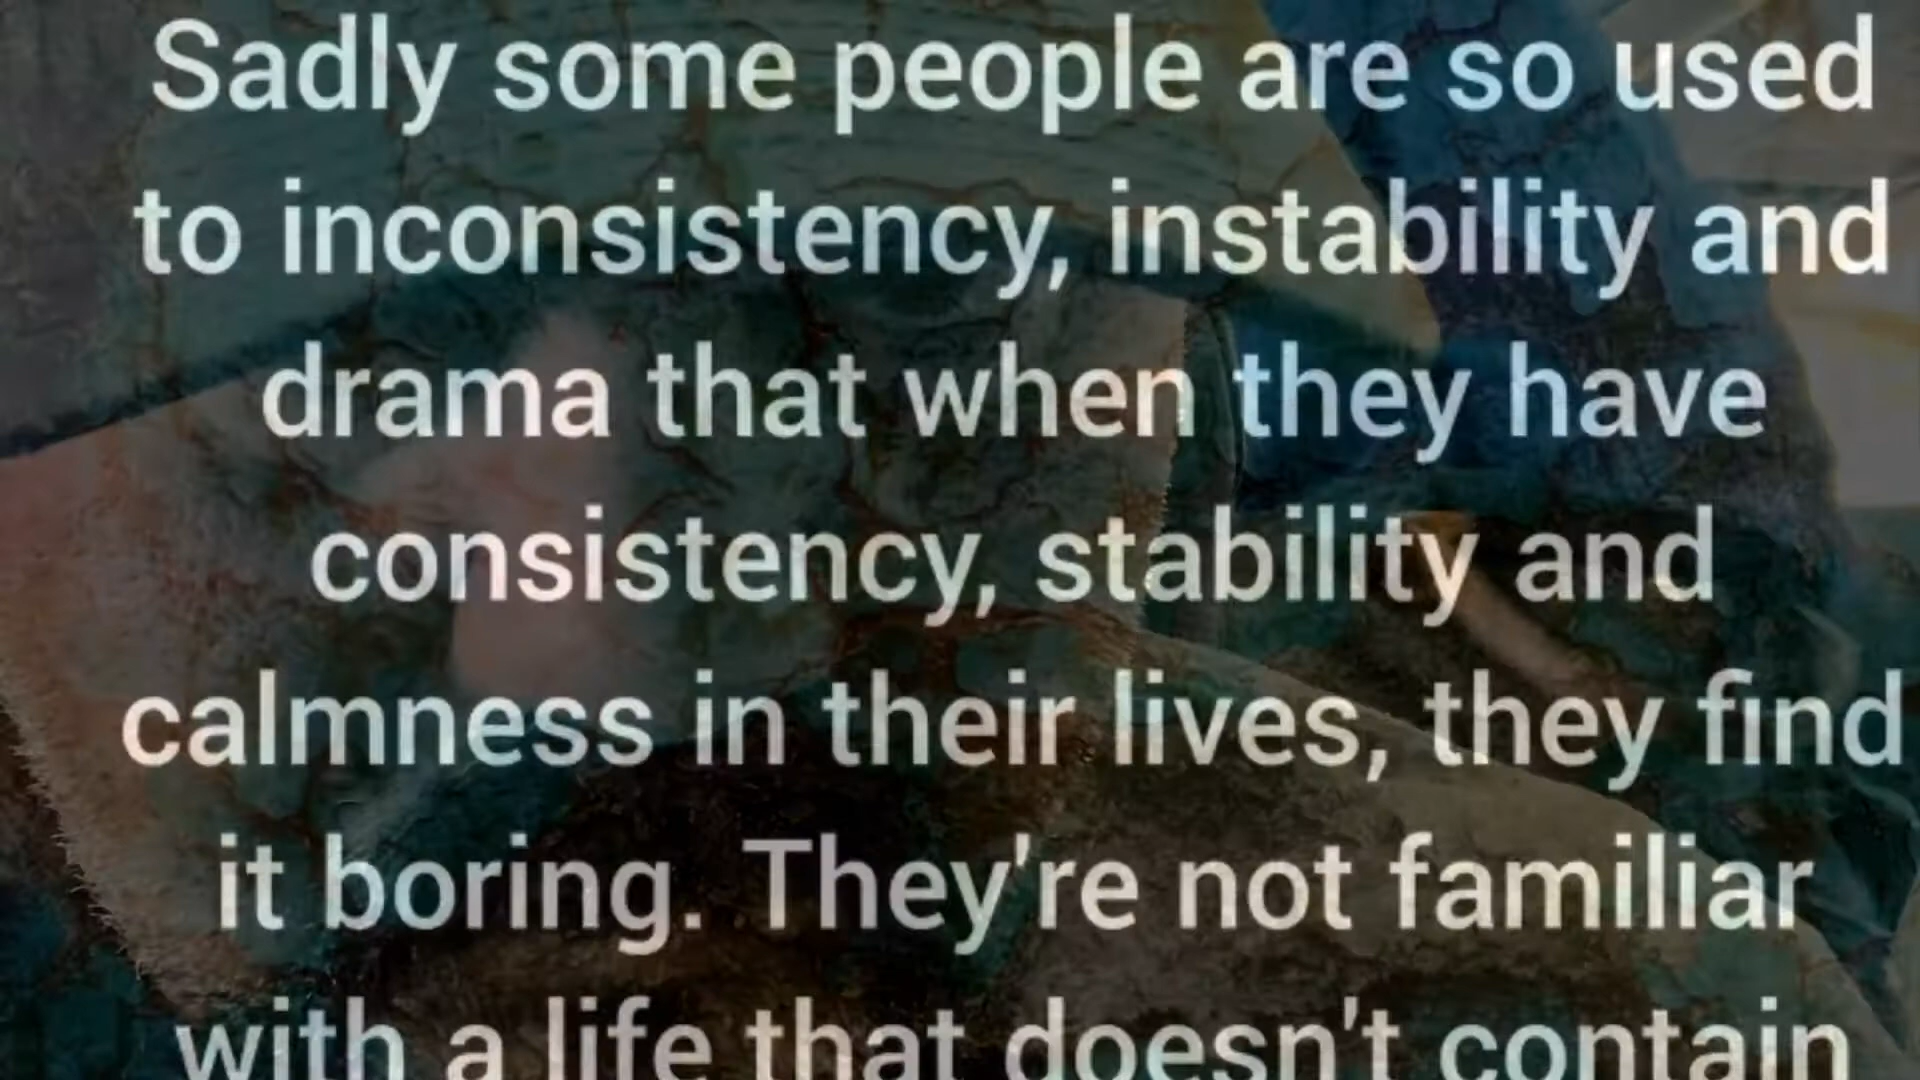 Sadly some people are so used
to inconsistency, instability and
drama that when they have
consistency, stability and
calmness in their lives, they find
it boring. They're not familiar
with a life that doesn't contain